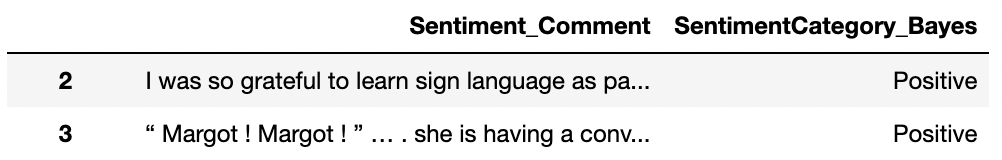 Sentiment_Comment SentimentCategory_Bayes
2 I was so grateful to learn sign language as pa... Positive
3 “ Margot ! Margot ! ” ... . she is having a conv... Positive